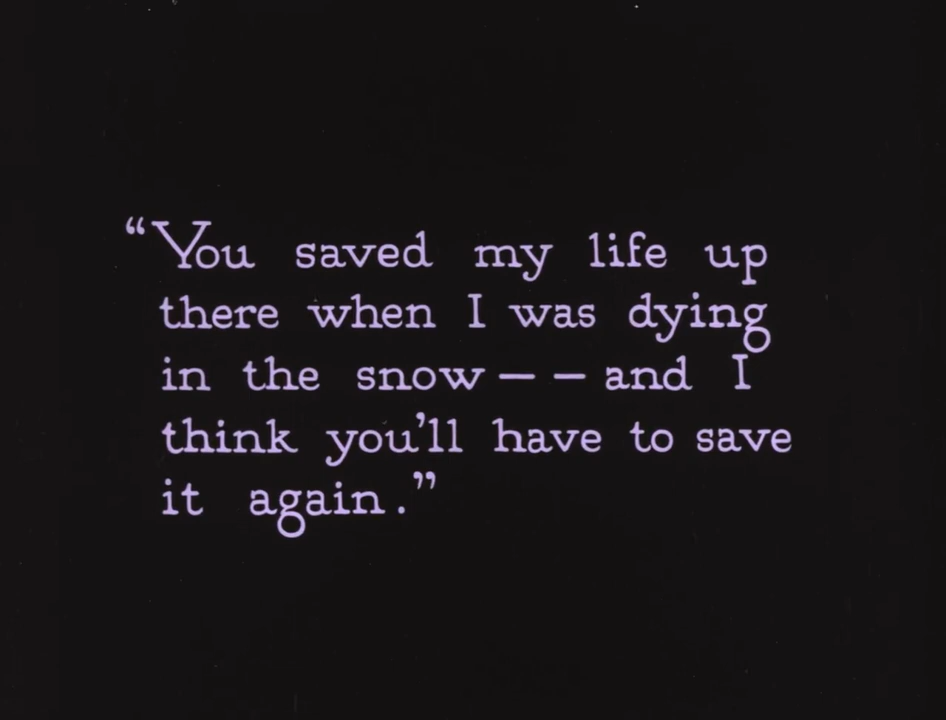 “You saved my life up
there when I was dying
in the snow — — and I
think you'll have to save
it again.”